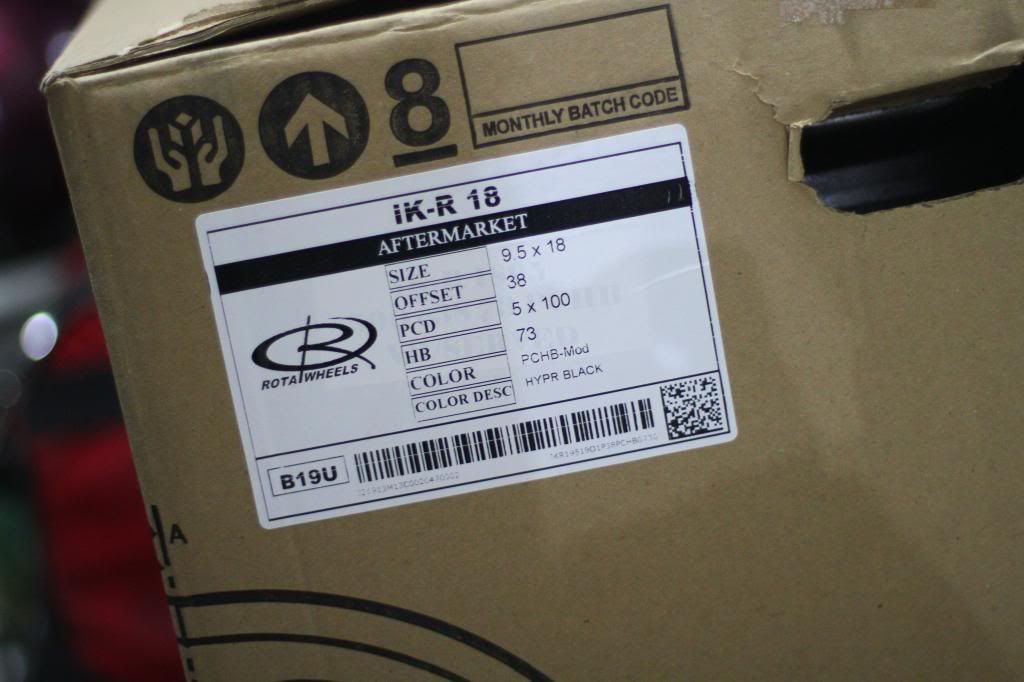 8
MONTHLY BATCH CODE
IK-R 18
AFTERMARKET
SIZE 9.5 x 18
OFFSET 38
PCD 5 x 100
HB 73
COLOR PCHB-Mod
COLOR DESC HYPR BLACK
ROTA WHEELS
B19U
A